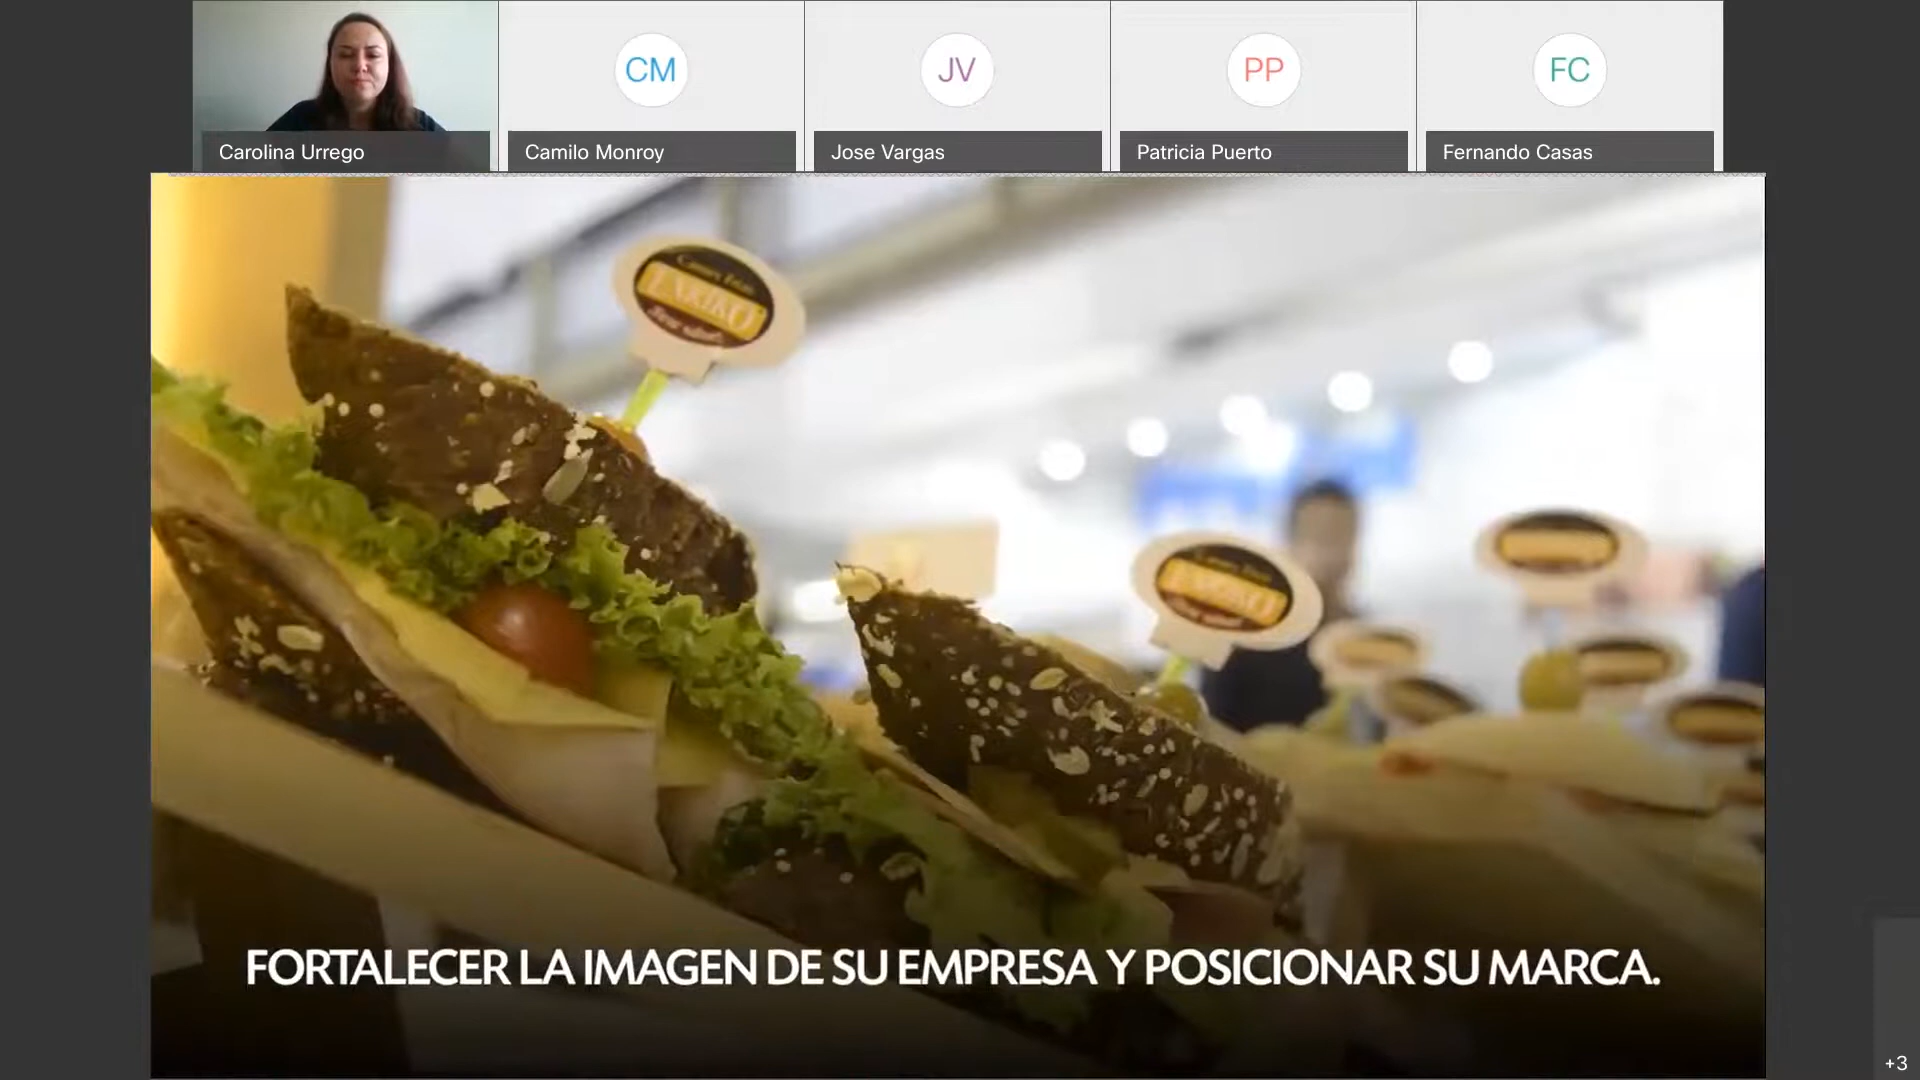 CM
JV
PP
FC
Carolina Urrego
Camilo Monroy
Jose Vargas
Patricia Puerto
Fernando Casas
FORTALECER LA IMAGEN DE SU EMPRESA Y POSICIONAR SU MARCA.
+3